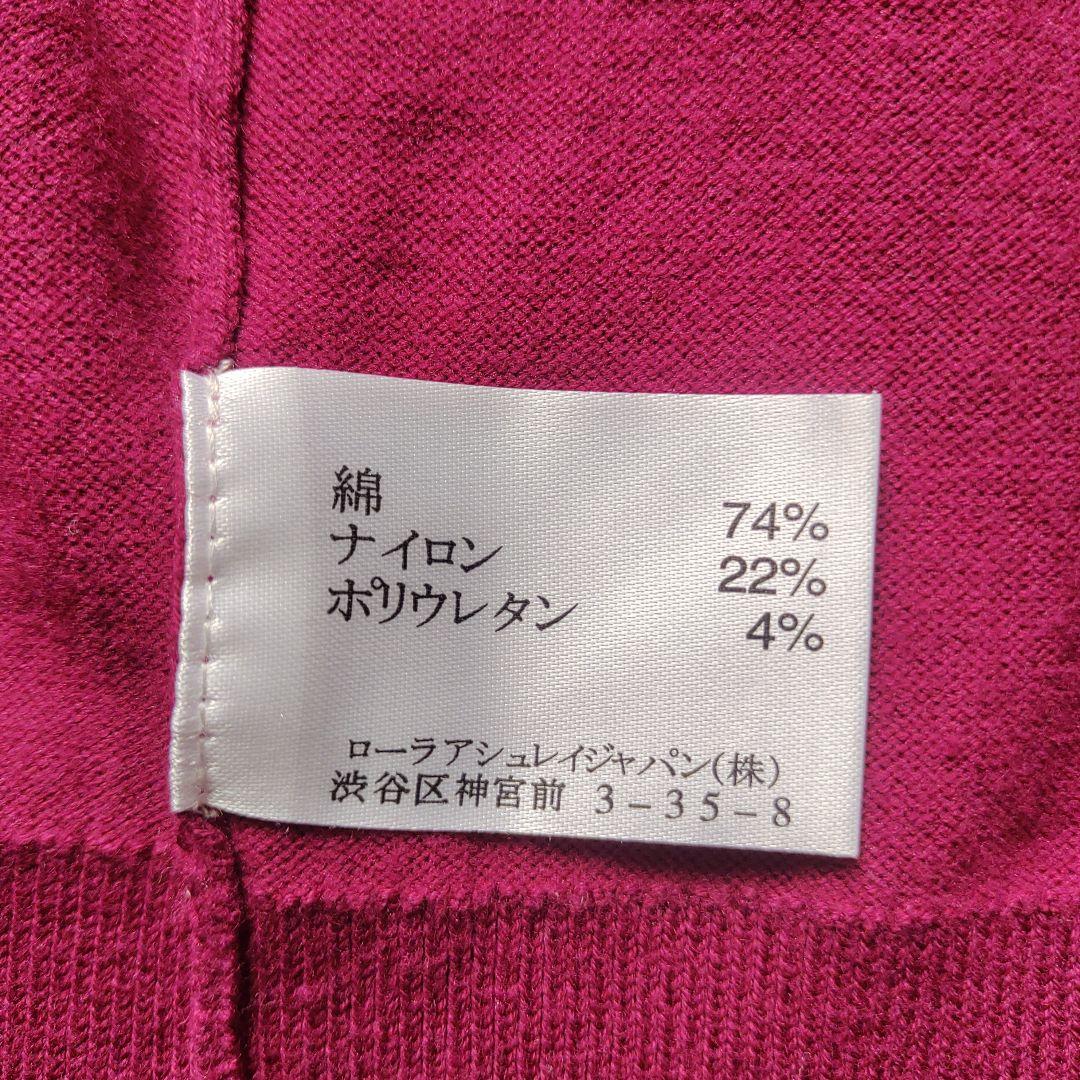 綿 74%
ナイロン 22%
ポリウレタン 4%
ローラアシュレイジャパン(株)
渋谷区神宮前 3-35-8